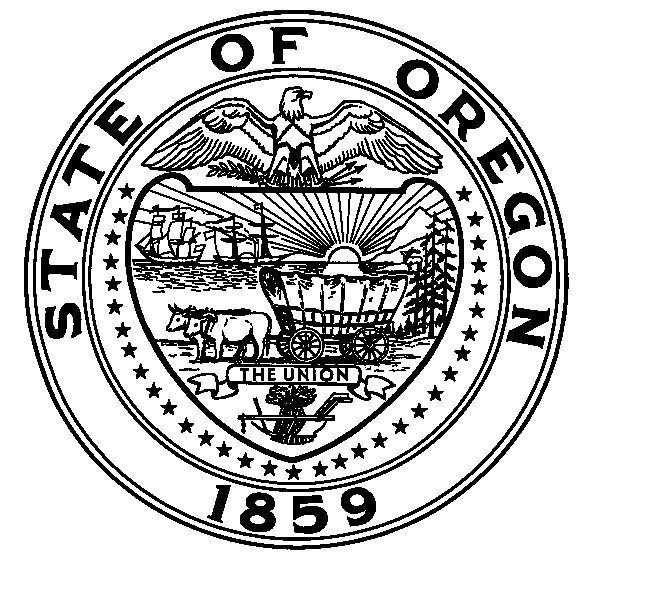 STATE OF OREGON
THE UNION
1859